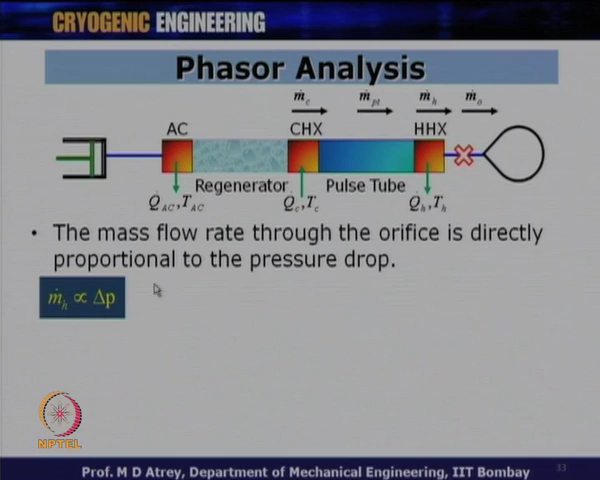 CRYOGENIC ENGINEERING
Phasor Analysis
ṁc ṁpt ṁh ṁo
AC CHX HHX
Regenerator Pulse Tube
Q̇AC,TAC Q̇c,Tc Q̇h,Th
• The mass flow rate through the orifice is directly
proportional to the pressure drop.
ṁh ∝ Δp
NPTEL
Prof. M D Atrey, Department of Mechanical Engineering, IIT Bombay 33